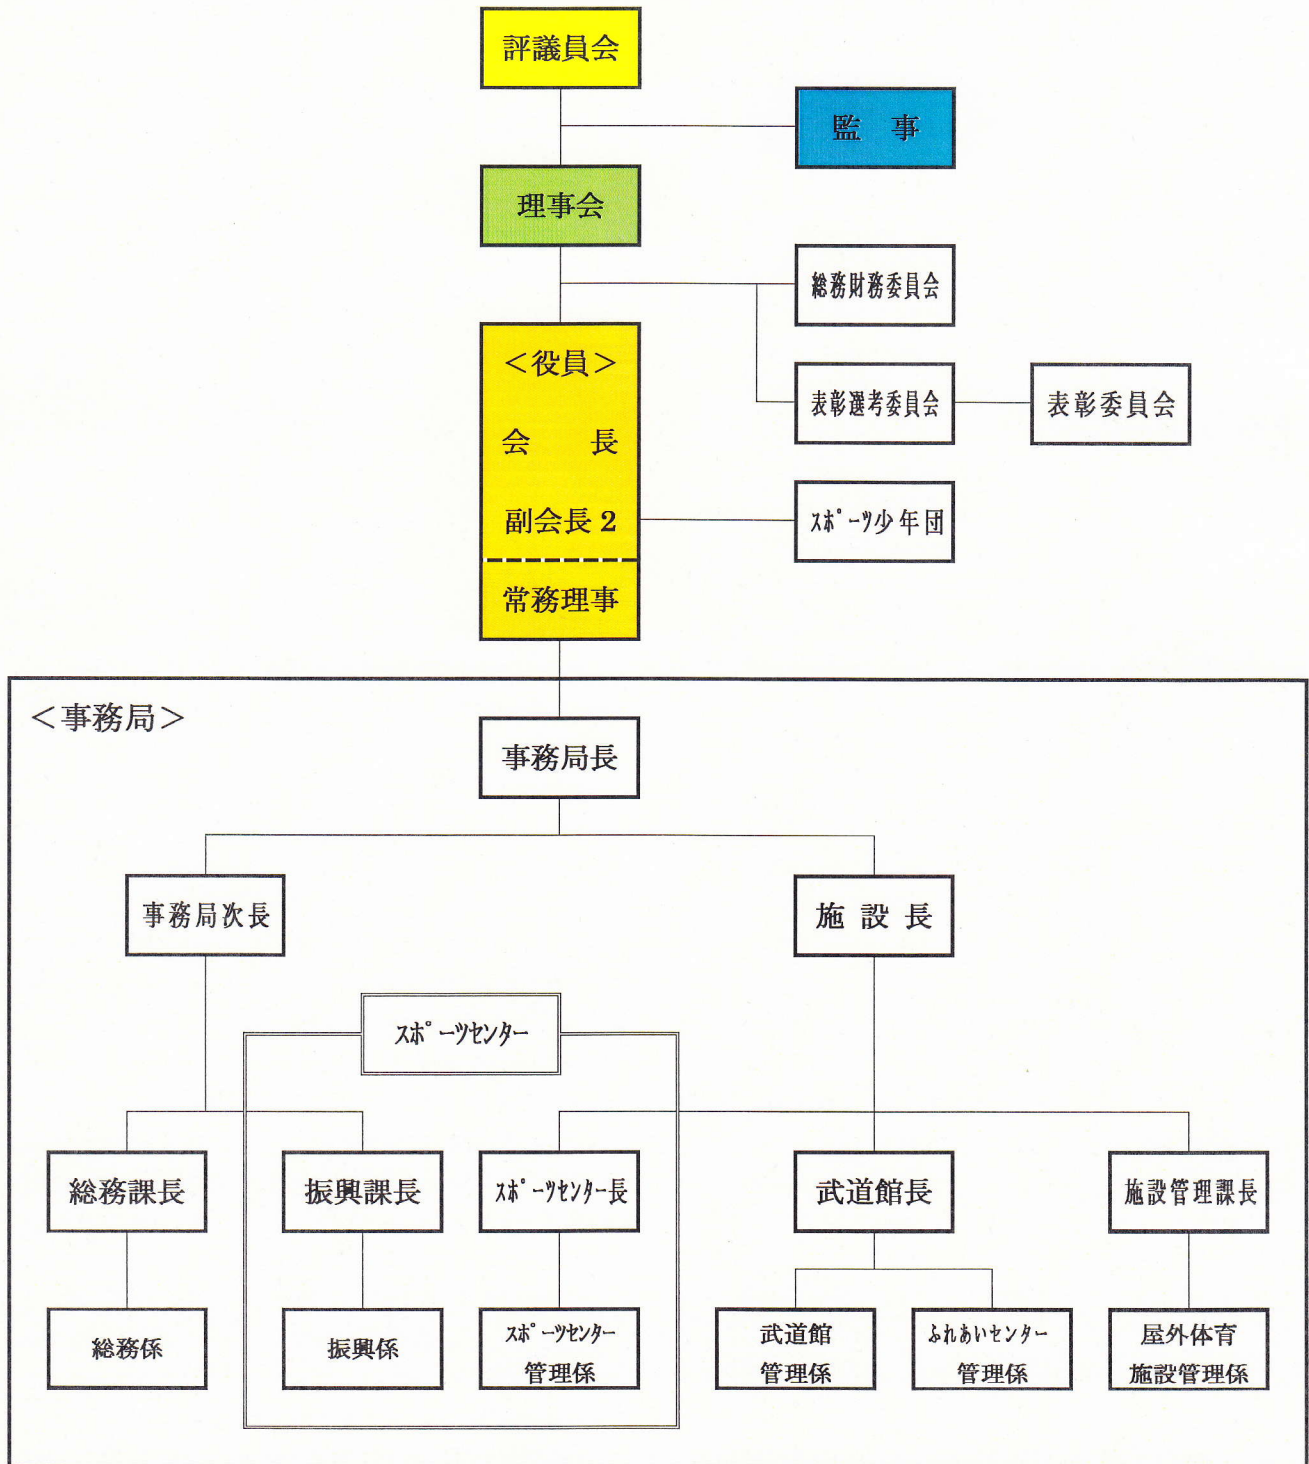 評議員会
監　事
理事会
総務財務委員会
＜役員＞
会　長
副会長 2
常務理事
表彰選考委員会
表彰委員会
スポーツ少年団
＜事務局＞
事務局長
事務局次長
施 設 長
スポーツセンター
総務課長
振興課長
スポーツセンター長
武道館長
施設管理課長
総務係
振興係
スポーツセンター
管理係
武道館
管理係
ふれあいセンター
管理係
屋外体育
施設管理係